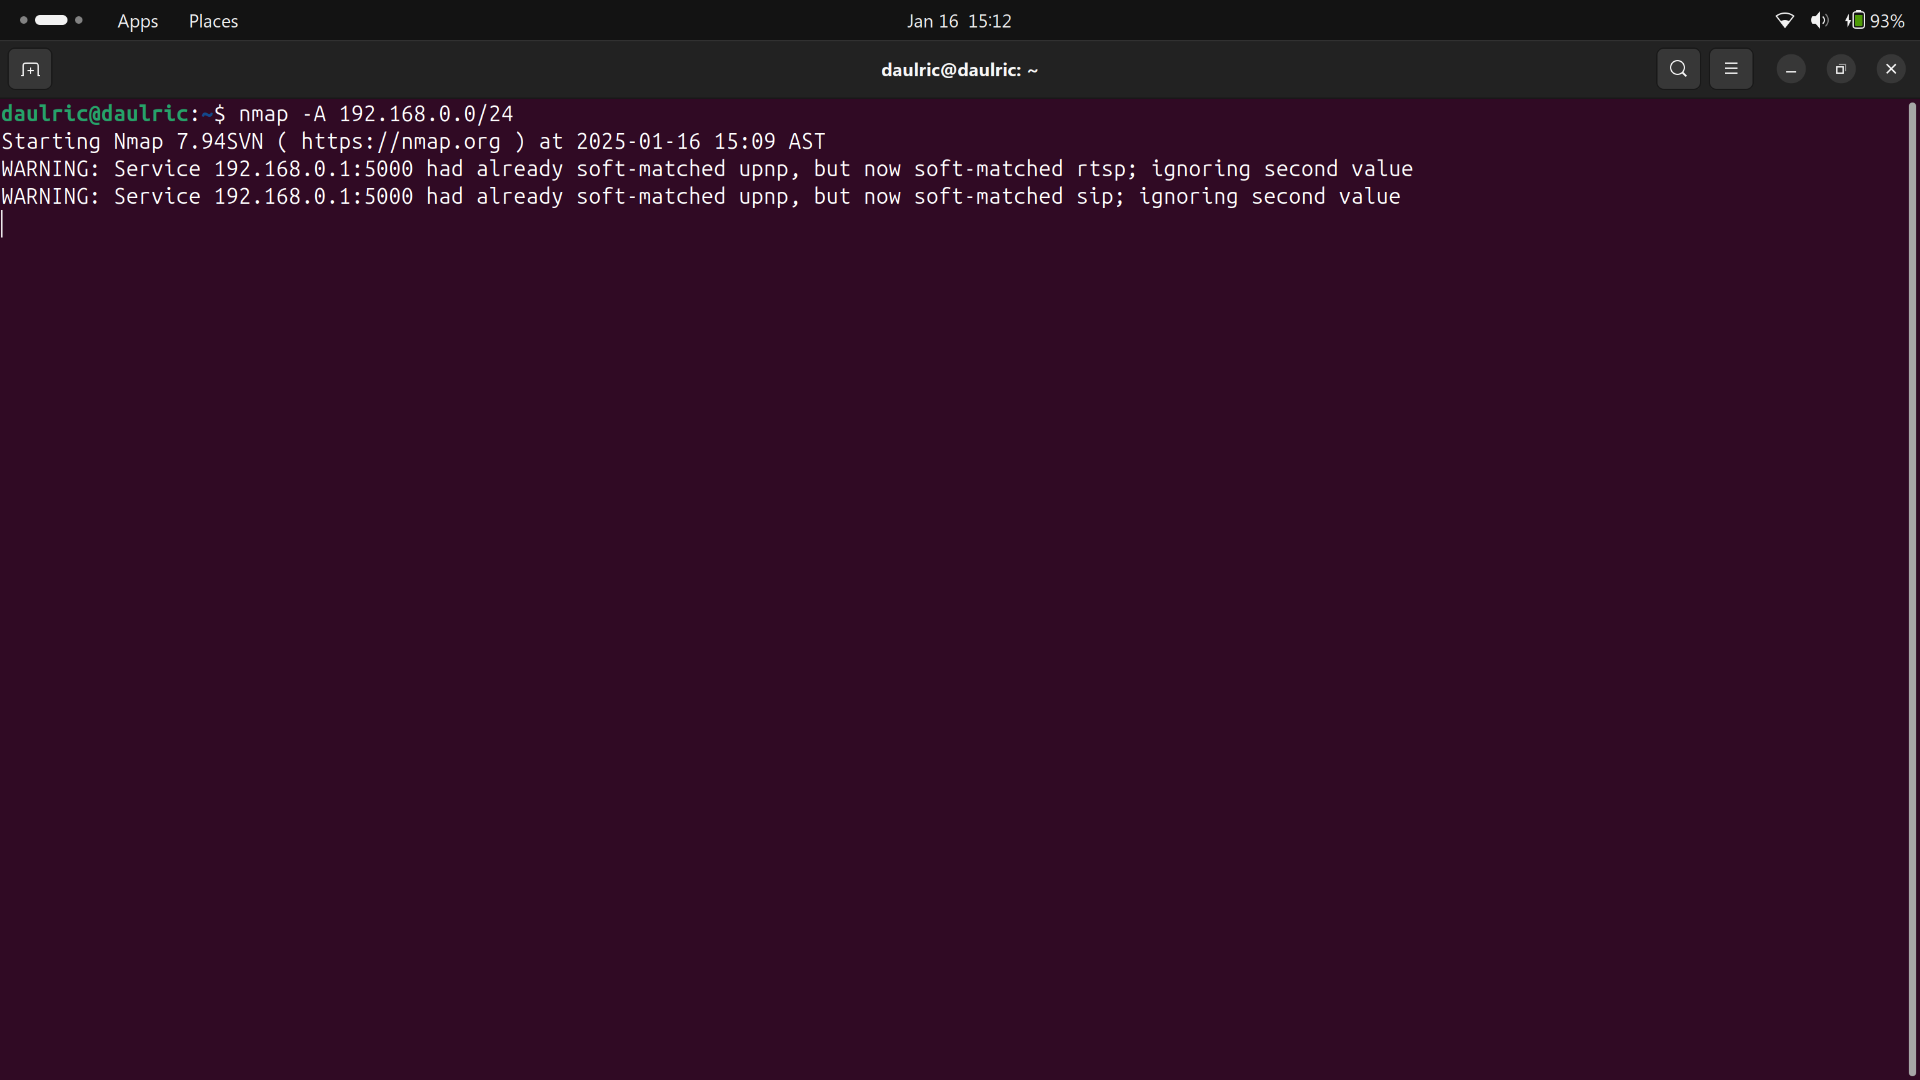 Apps Places Jan 16 15:12 93%
daulric@daulric: ~
daulric@daulric:~$ nmap -A 192.168.0.0/24
Starting Nmap 7.94SVN ( https://nmap.org ) at 2025-01-16 15:09 AST
WARNING: Service 192.168.0.1:5000 had already soft-matched upnp, but now soft-matched rtsp; ignoring second value
WARNING: Service 192.168.0.1:5000 had already soft-matched upnp, but now soft-matched sip; ignoring second value